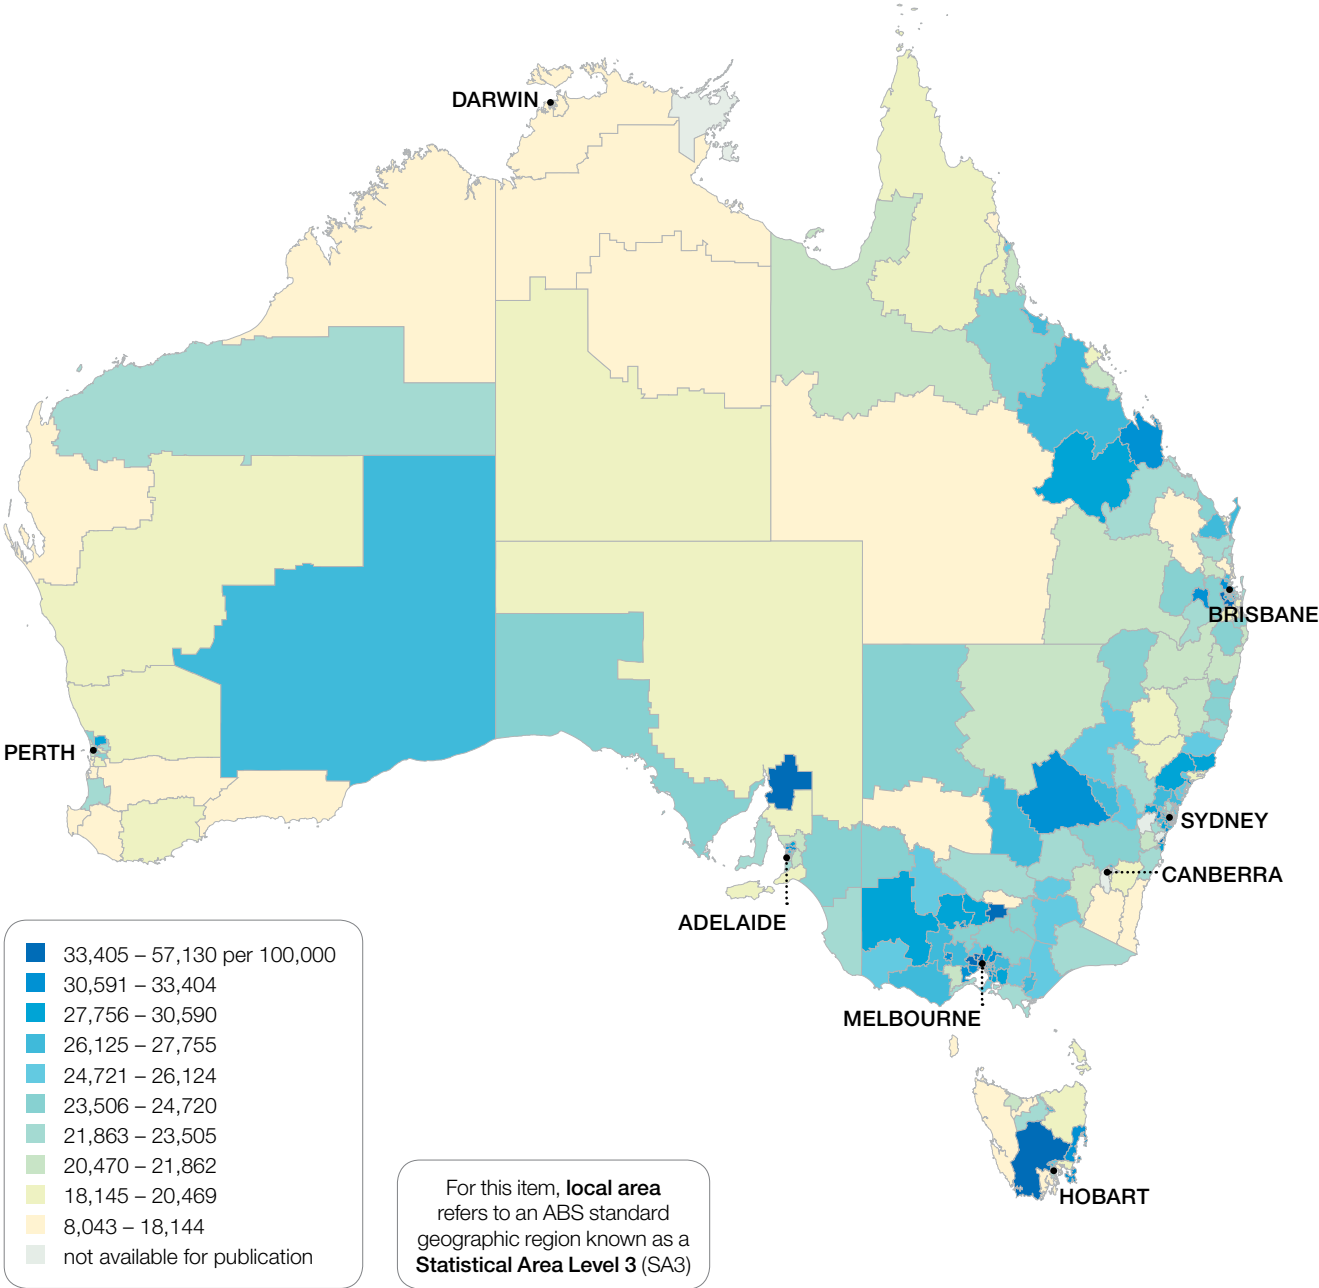 DARWIN
BRISBANE
PERTH
SYDNEY
CANBERRA
ADELAIDE
MELBOURNE
HOBART
33,405 – 57,130 per 100,000
30,591 – 33,404
27,756 – 30,590
26,125 – 27,755
24,721 – 26,124
23,506 – 24,720
21,863 – 23,505
20,470 – 21,862
18,145 – 20,469
8,043 – 18,144
not available for publication
For this item, local area
refers to an ABS standard
geographic region known as a
Statistical Area Level 3 (SA3)